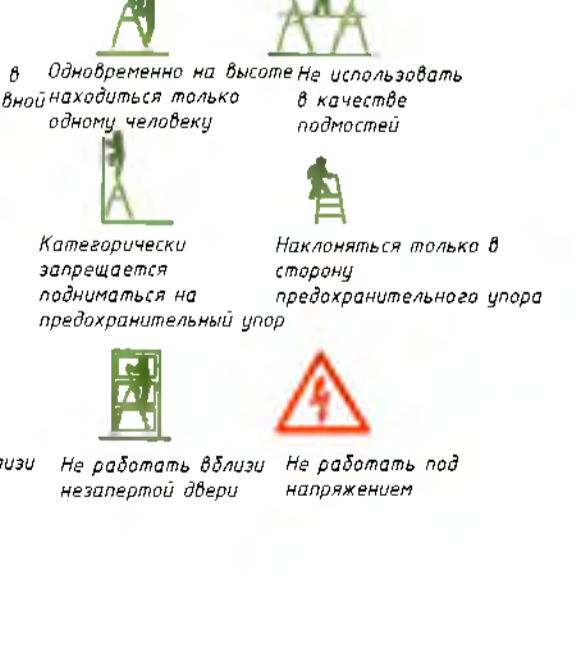 в
вной
Одновременно на высоте
находиться только
одному человеку
Не использовать
в качестве
подмостей
Категорически
запрещается
подниматься на
предохранительный упор
Наклоняться только в
сторону
предохранительного упора
Не работать вблизи
незапертой двери
Не работать под
напряжением